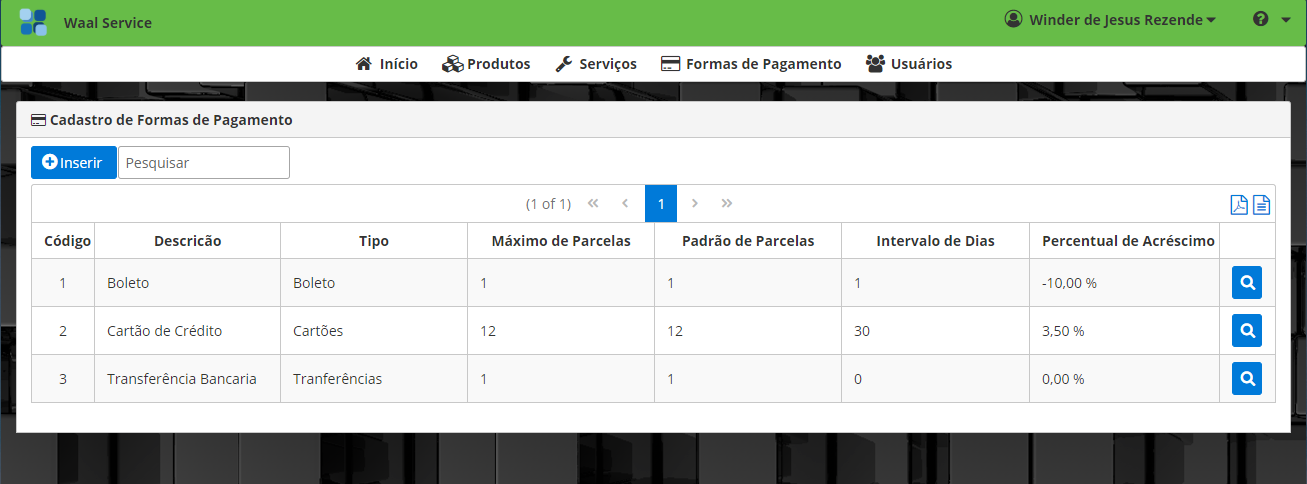 Waal Service
Winder de Jesus Rezende
Início Produtos Serviços Formas de Pagamento Usuários
Cadastro de Formas de Pagamento
Inserir Pesquisar
(1 of 1) 1
Código Descricão Tipo Máximo de Parcelas Padrão de Parcelas Intervalo de Dias Percentual de Acréscimo
1 Boleto Boleto 1 1 1 -10,00 %
2 Cartão de Crédito Cartões 12 12 30 3,50 %
3 Transferência Bancaria Tranferências 1 1 0 0,00 %